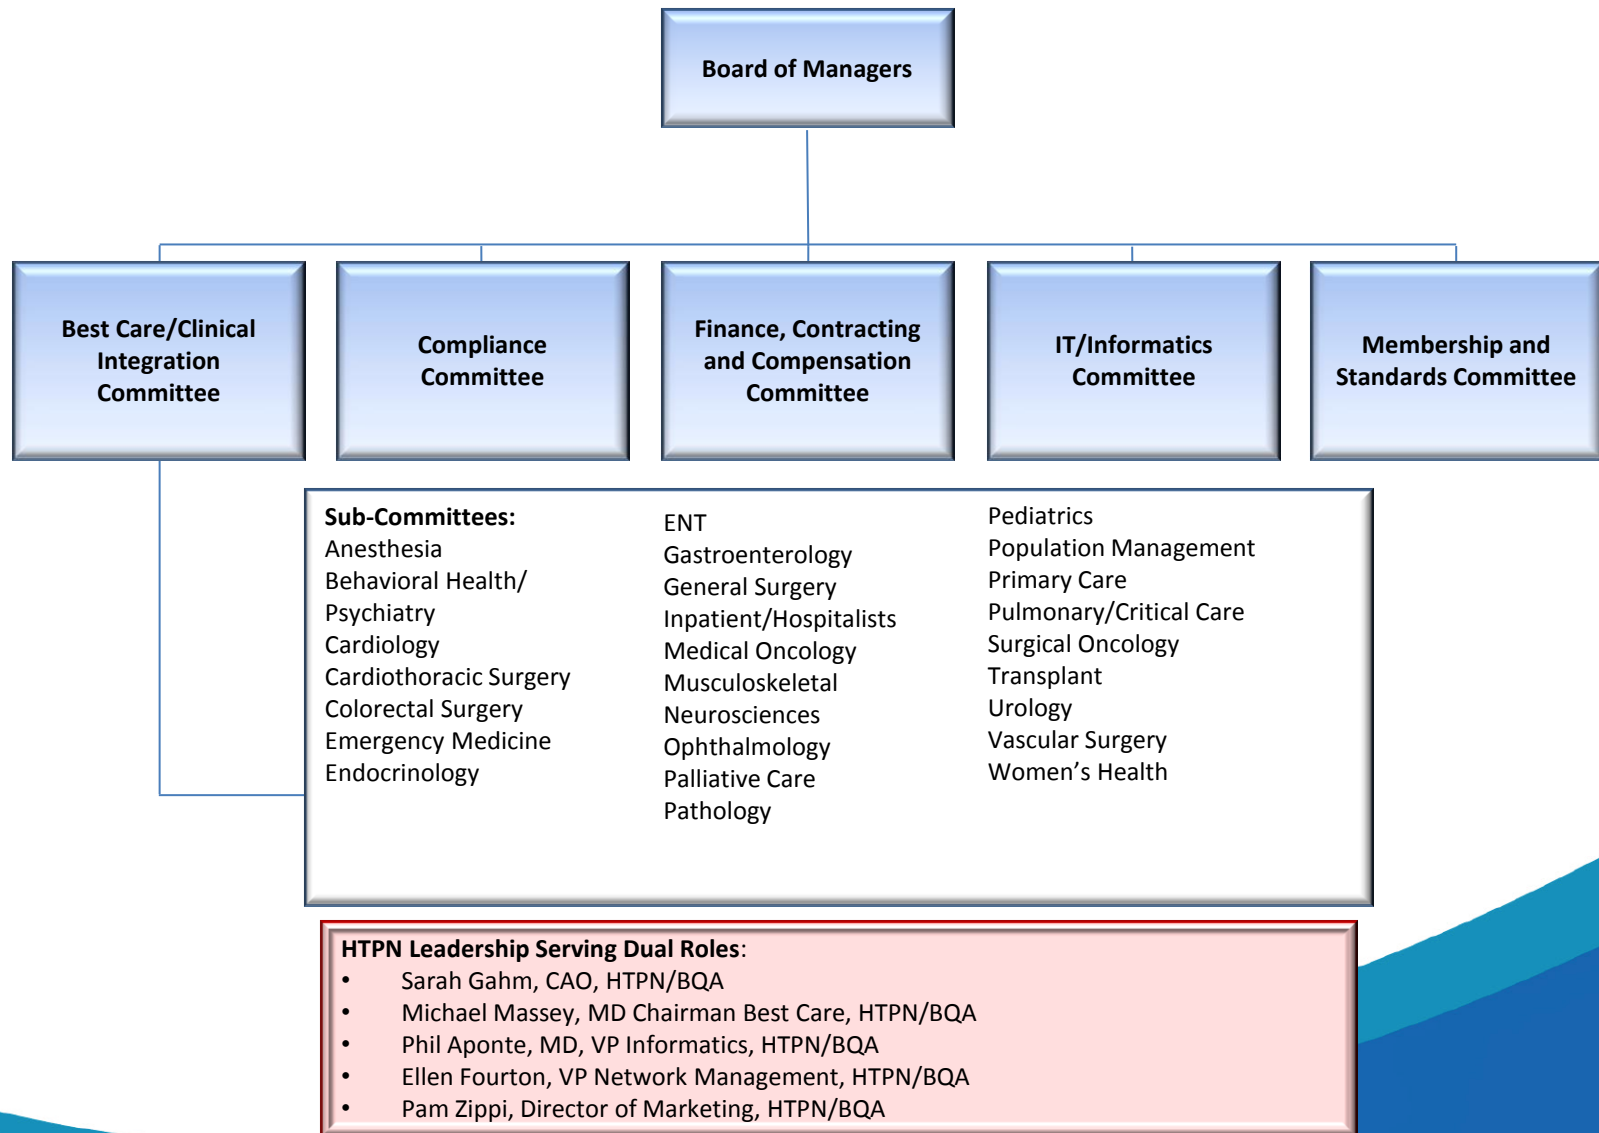 Board of Managers
Best Care/Clinical
Integration
Committee
Compliance
Committee
Finance, Contracting
and Compensation
Committee
IT/Informatics
Committee
Membership and
Standards Committee
Sub-Committees:
Anesthesia
Behavioral Health/
Psychiatry
Cardiology
Cardiothoracic Surgery
Colorectal Surgery
Emergency Medicine
Endocrinology
ENT
Gastroenterology
General Surgery
Inpatient/Hospitalists
Medical Oncology
Musculoskeletal
Neurosciences
Ophthalmology
Palliative Care
Pathology
Pediatrics
Population Management
Primary Care
Pulmonary/Critical Care
Surgical Oncology
Transplant
Urology
Vascular Surgery
Women’s Health
HTPN Leadership Serving Dual Roles:
• Sarah Gahm, CAO, HTPN/BQA
• Michael Massey, MD Chairman Best Care, HTPN/BQA
• Phil Aponte, MD, VP Informatics, HTPN/BQA
• Ellen Fourton, VP Network Management, HTPN/BQA
• Pam Zippi, Director of Marketing, HTPN/BQA